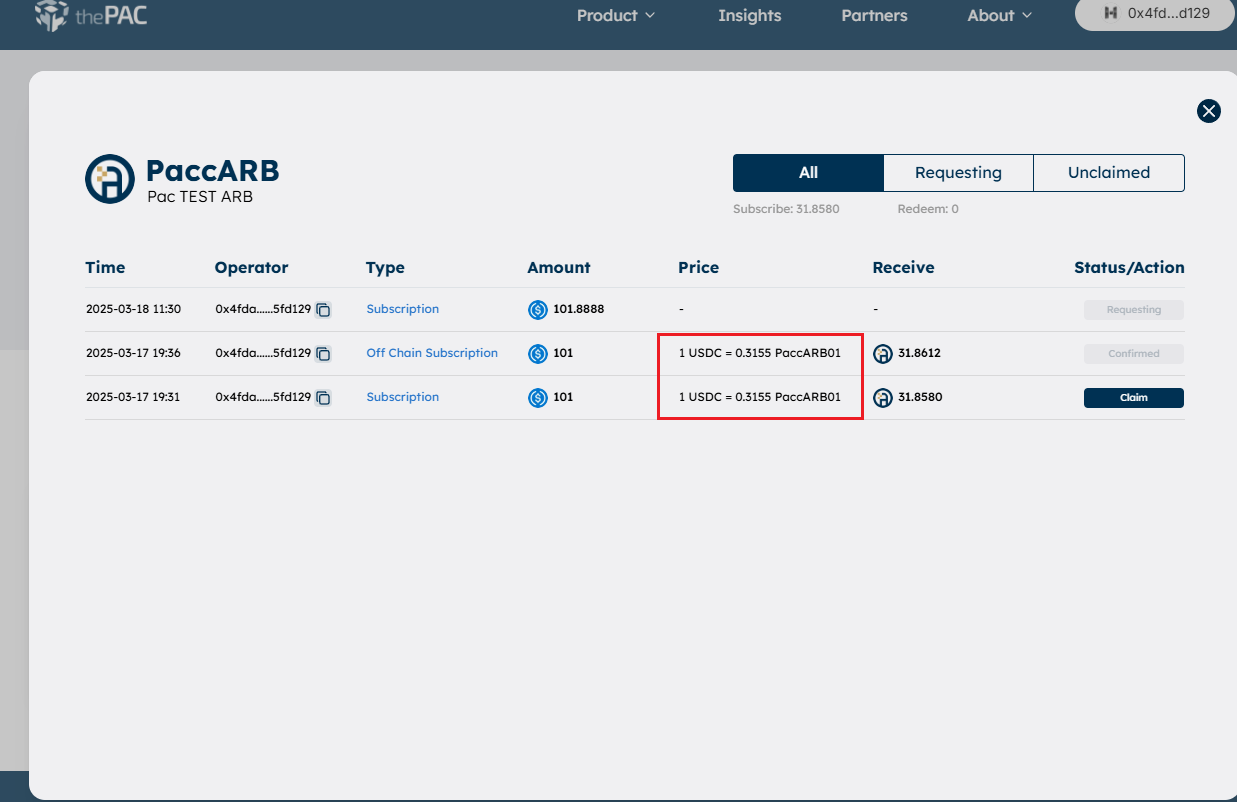 thePAC Product Insights Partners About 0x4fd...d129
PaccARB
Pac TEST ARB
All Requesting Unclaimed
Subscribe: 31.8580 Redeem: 0
Time Operator Type Amount Price Receive Status/Action
2025-03-18 11:30 0x4fda......5fd129 Subscription 101.8888 - - Requesting
2025-03-17 19:36 0x4fda......5fd129 Off Chain Subscription 101 1 USDC = 0.3155 PaccARB01 31.8612 Confirmed
2025-03-17 19:31 0x4fda......5fd129 Subscription 101 1 USDC = 0.3155 PaccARB01 31.8580 Claim